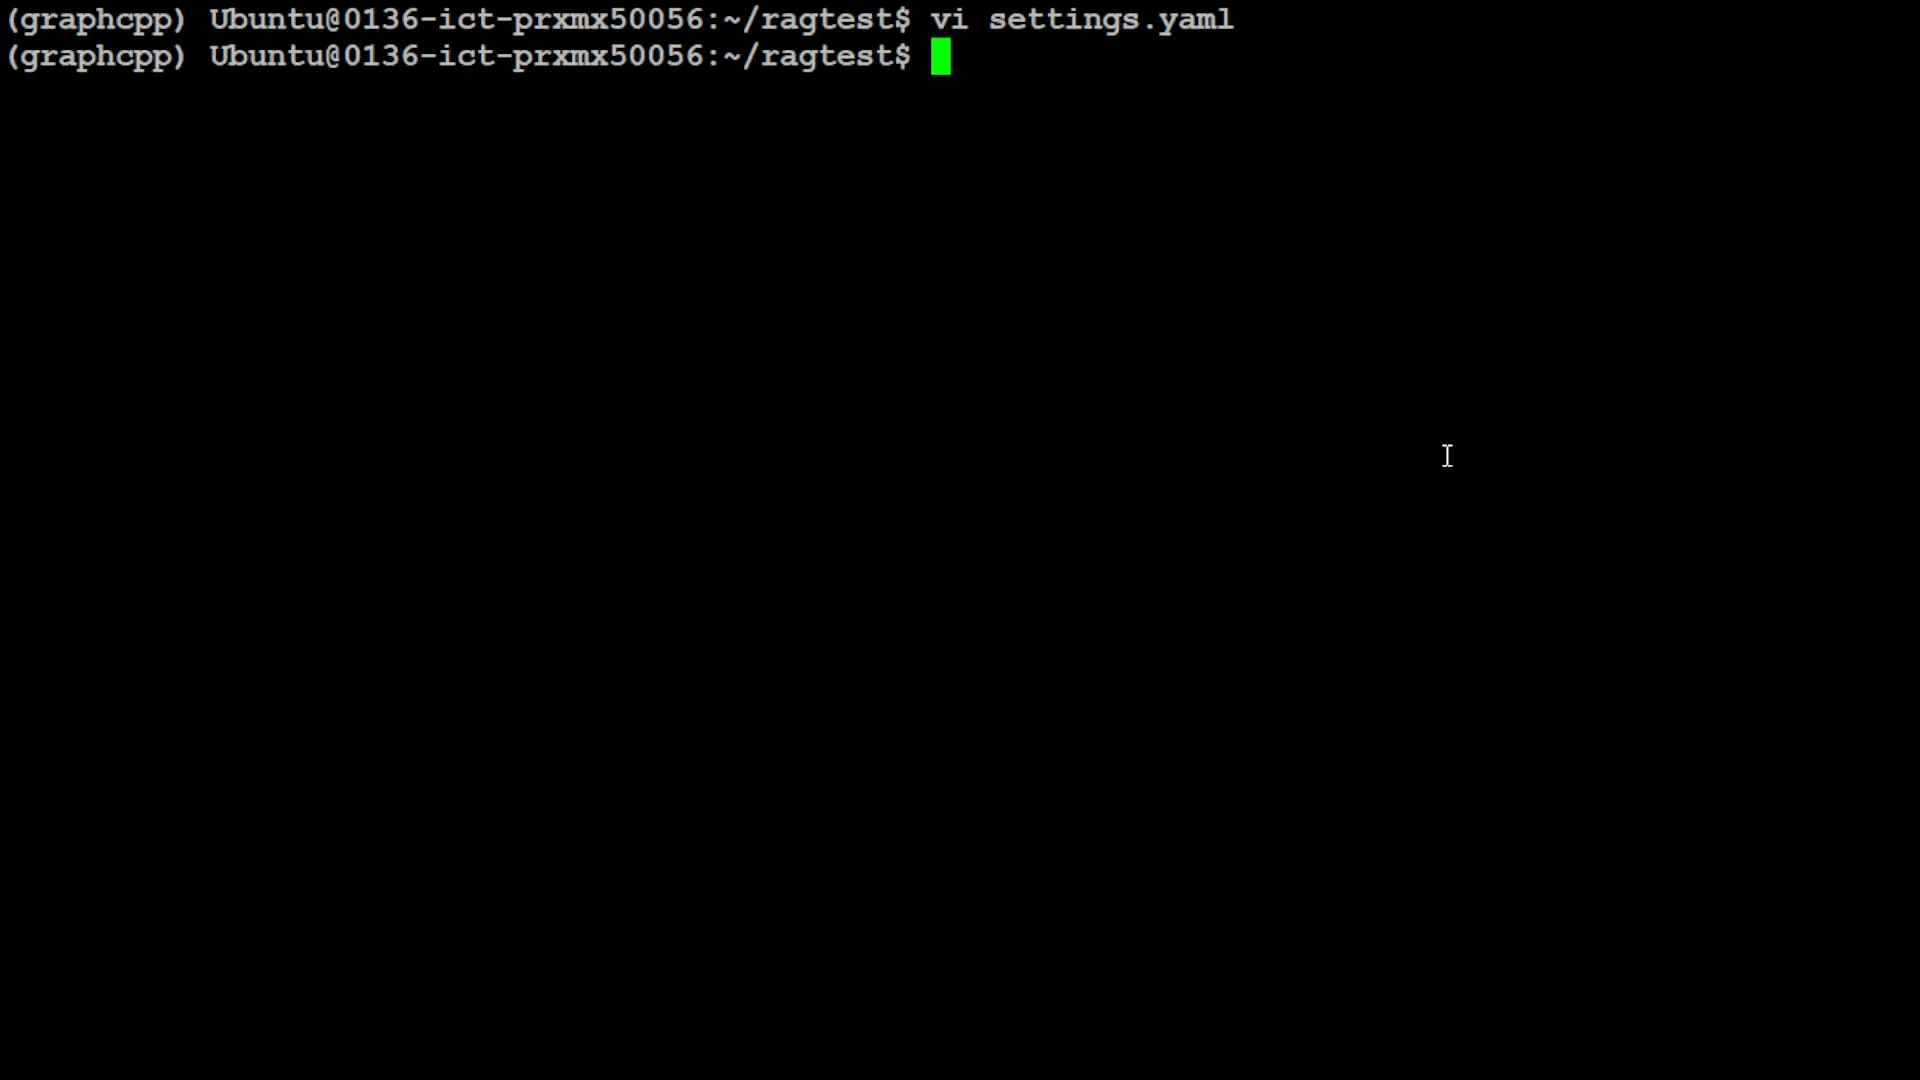 (graphcpp) Ubuntu@0136-ict-prxmx50056:~/ragtest$ vi settings.yaml
(graphcpp) Ubuntu@0136-ict-prxmx50056:~/ragtest$